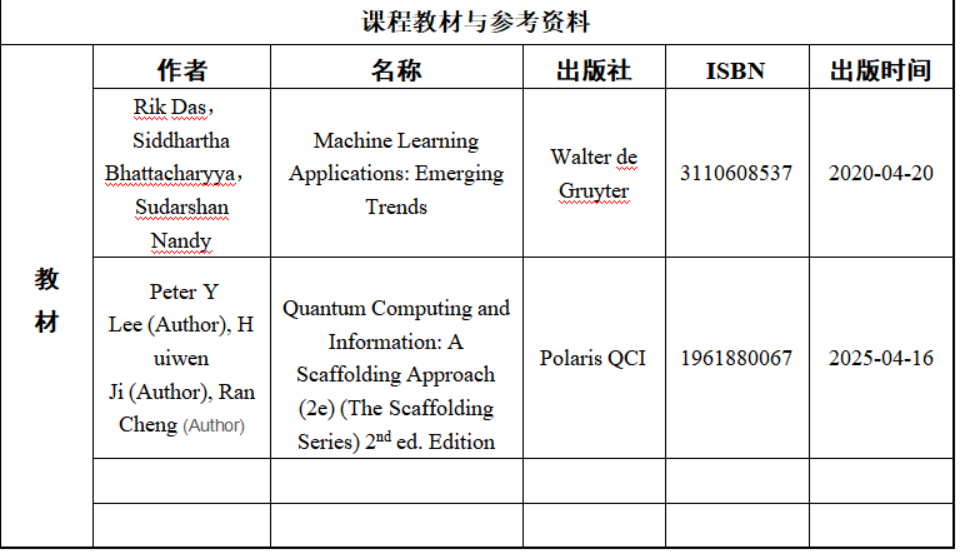 课程教材与参考资料
作者 名称 出版社 ISBN 出版时间
教
材
Rik Das，
Siddhartha
Bhattacharyya，
Sudarshan
Nandy
Machine Learning
Applications: Emerging
Trends
Walter de
Gruyter
3110608537
2020-04-20
Peter Y
Lee (Author), H
uiwen
Ji (Author), Ran
Cheng (Author)
Quantum Computing and
Information: A
Scaffolding Approach
(2e) (The Scaffolding
Series) 2nd ed. Edition
Polaris QCI
1961880067
2025-04-16